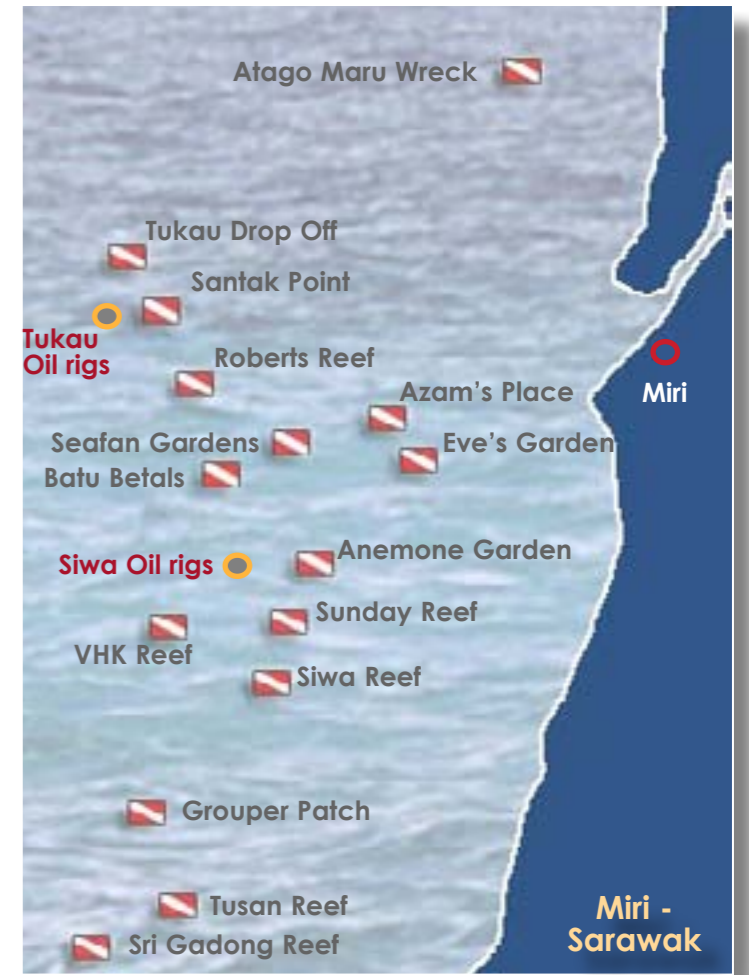 Atago Maru Wreck
Tukau Drop Off
Santak Point
Tukau
Oil rigs
Roberts Reef
Azam's Place
Miri
Seafan Gardens
Eve's Garden
Batu Betals
Anemone Garden
Siwa Oil rigs
Sunday Reef
VHK Reef
Siwa Reef
Grouper Patch
Tusan Reef
Miri -
Sarawak
Sri Gadong Reef